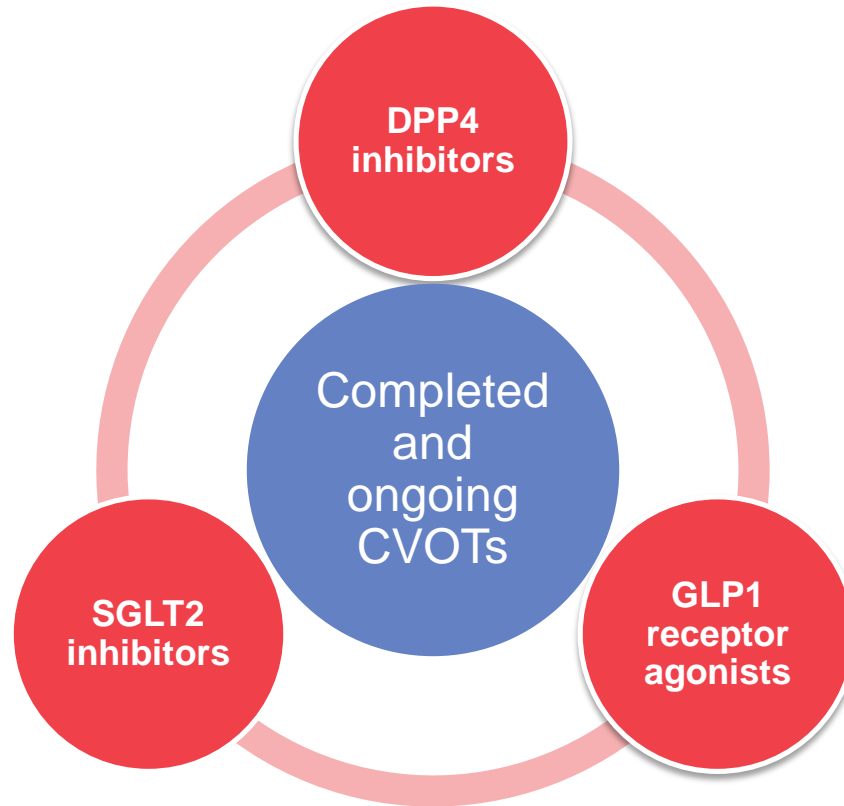 DPP4
inhibitors
Completed
and
ongoing
CVOTs
SGLT2
inhibitors
GLP1
receptor
agonists